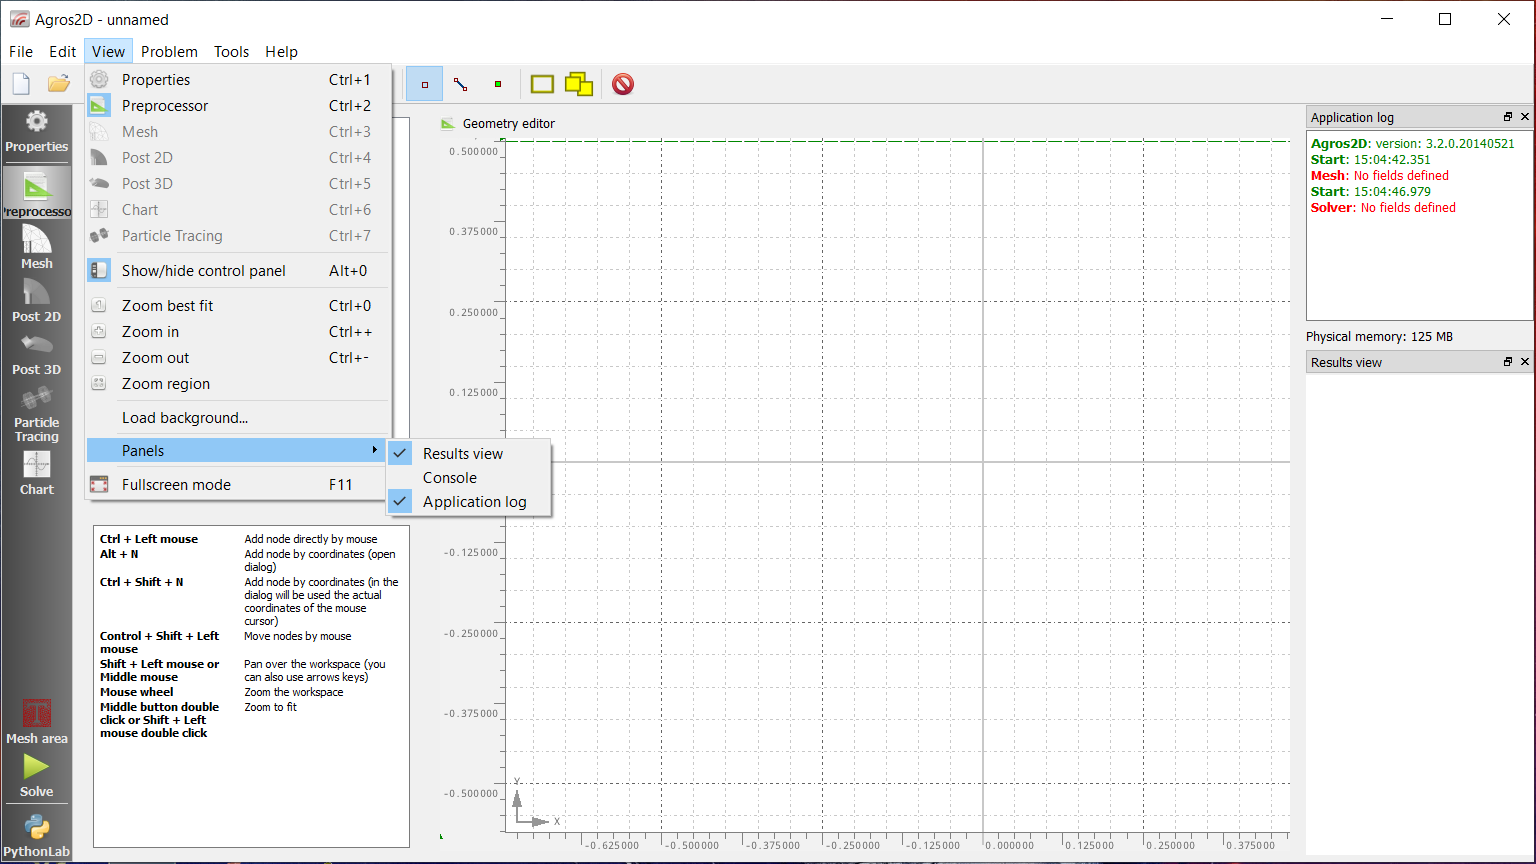 Agros2D - unnamed
File Edit View Problem Tools Help
Properties Ctrl+1
Preprocessor Ctrl+2
Mesh Ctrl+3
Post 2D Ctrl+4
Post 3D Ctrl+5
Chart Ctrl+6
Particle Tracing Ctrl+7
Show/hide control panel Alt+0
Zoom best fit Ctrl+0
Zoom in Ctrl++
Zoom out Ctrl+-
Zoom region
Load background...
Panels
Fullscreen mode F11
Results view
Console
Application log
Properties
Preprocesso
Mesh
Post 2D
Post 3D
Particle
Tracing
Chart
Mesh area
Solve
PythonLab
Ctrl + Left mouse Add node directly by mouse
Alt + N Add node by coordinates (open
dialog)
Ctrl + Shift + N Add node by coordinates (in the
dialog will be used the actual
coordinates of the mouse
cursor)
Control + Shift + Left Move nodes by mouse
mouse
Shift + Left mouse or Pan over the workspace (you
Middle mouse can also use arrows keys)
Mouse wheel Zoom the workspace
Middle button double Zoom to fit
click or Shift + Left
mouse double click
Geometry editor
0.500000
0.375000
0.250000
0.125000
-0.125000
-0.250000
-0.375000
-0.500000
Y
X
-0.625000 -0.500000 -0.375000 -0.250000 -0.125000 0.000000 0.125000 0.250000 0.375000
Application log
Agros2D: version: 3.2.0.20140521
Start: 15:04:42.351
Mesh: No fields defined
Start: 15:04:46.979
Solver: No fields defined
Physical memory: 125 MB
Results view